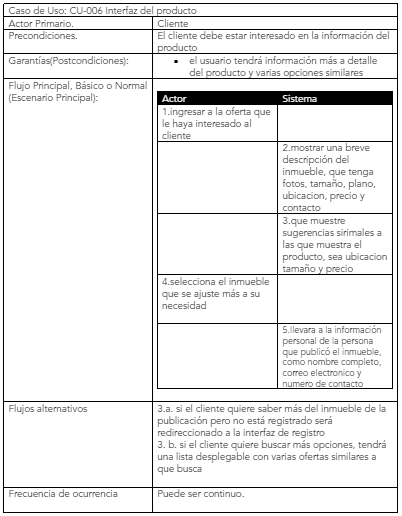 Caso de Uso: CU-006 Interfaz del producto
Actor Primario.
Cliente
Precondiciones.
El cliente debe estar interesado en la información del
producto
Garantías(Postcondiciones):
• el usuario tendrá información más a detalle
del producto y varias opciones similares
Flujo Principal, Básico o Normal
(Escenario Principal):
Actor
Sistema
1.ingresar a la oferta que
le haya interesado al
cliente
2.mostrar una breve
descripción del
inmueble, que tenga
fotos, tamaño, plano,
ubicacion, precio y
contacto
3.que muestre
sugerencias sirimales a
las que muestra el
producto, sea ubicacion
tamaño y precio
4.selecciona el inmueble
que se ajuste más a su
necesidad
5.llevara a la información
personal de la persona
que publicó el inmueble,
como nombre completo,
correo electronico y
numero de contacto
Flujos alternativos
3.a. si el cliente quiere saber más del inmueble de la
publicación pero no está registrado será
redireccionado a la interfaz de registro
3. b. si el cliente quiere buscar más opciones, tendrá
una lista desplegable con varias ofertas similares a
que busca
Frecuencia de ocurrencia
Puede ser continuo.